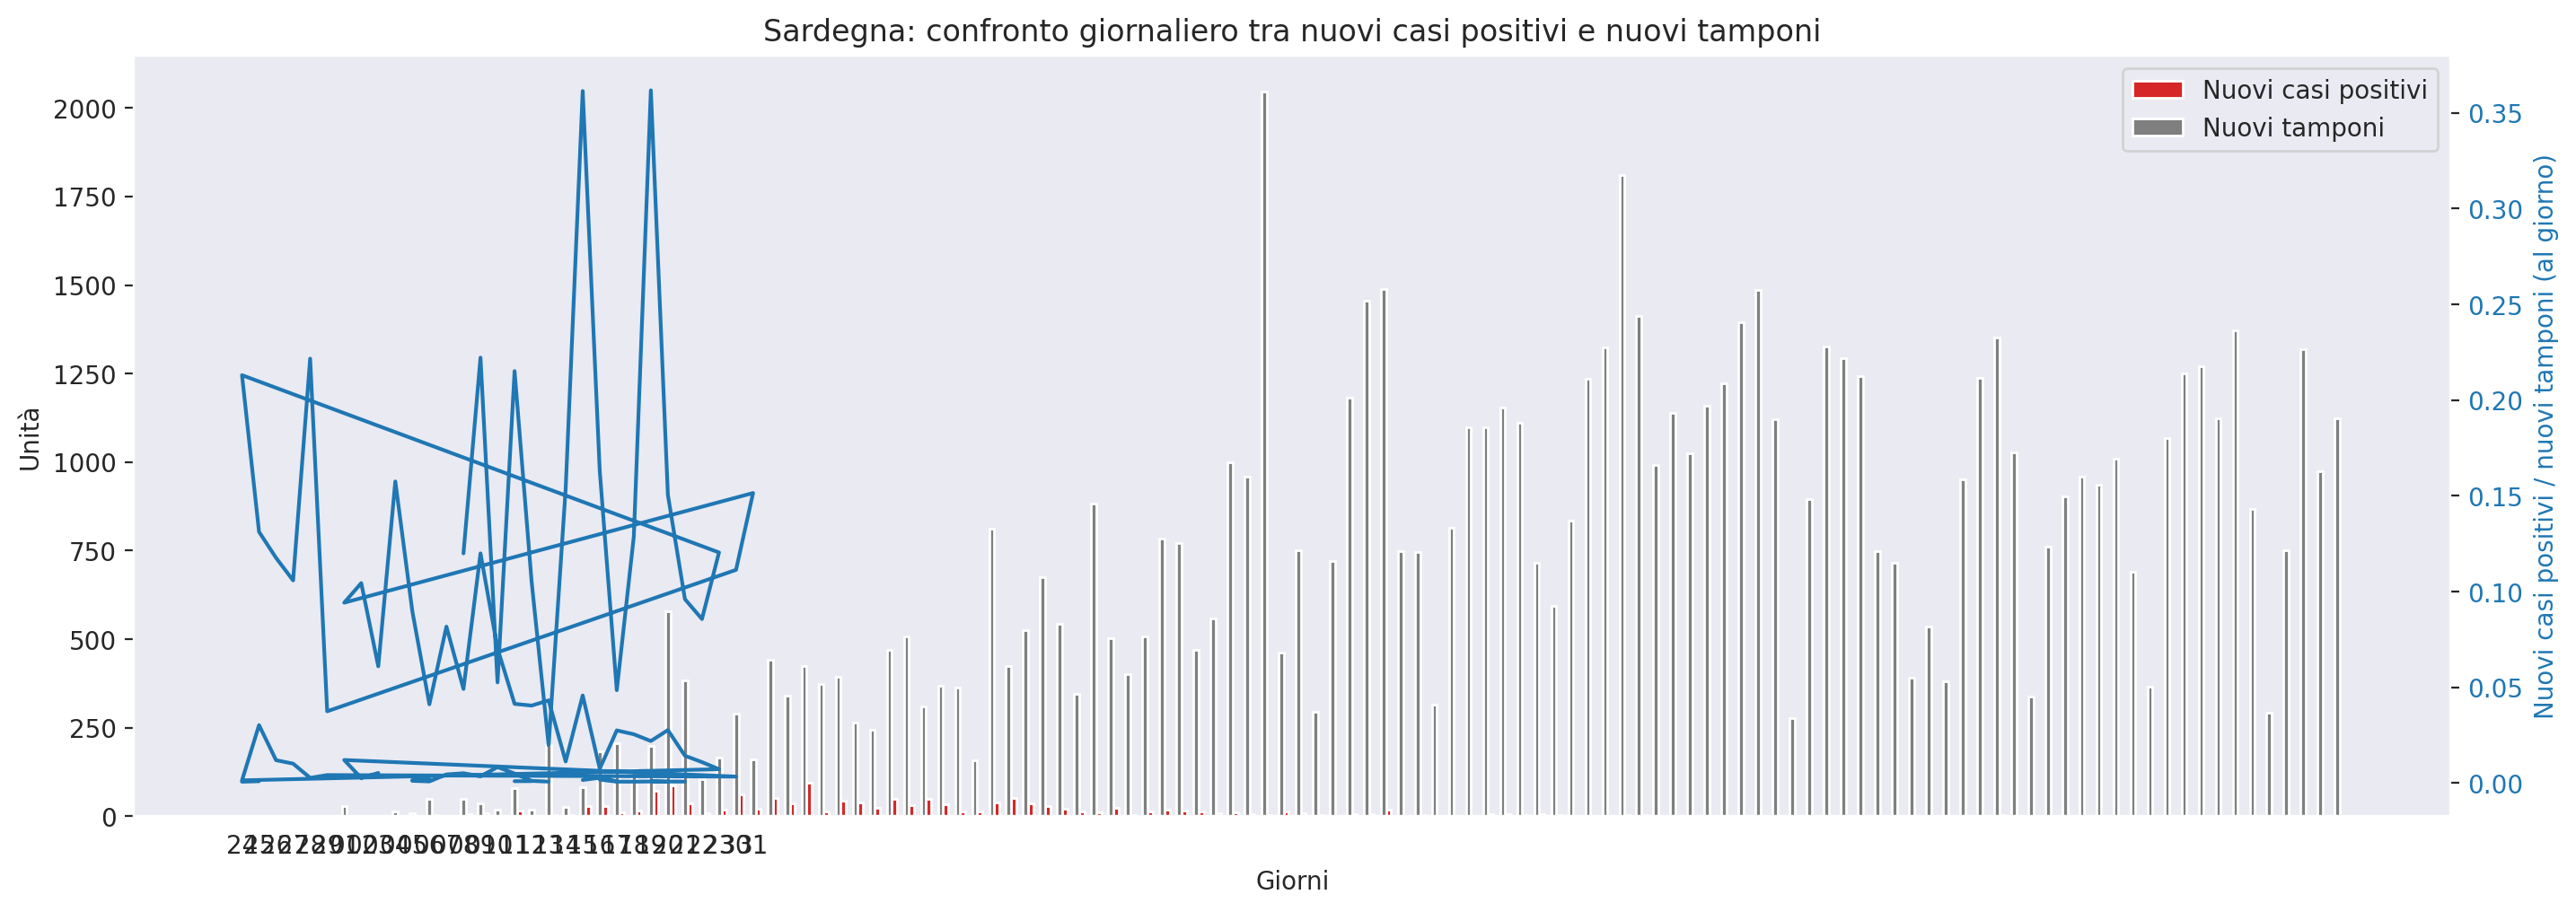 Sardegna: confronto giornaliero tra nuovi casi positivi e nuovi tamponi
Nuovi casi positivi
Nuovi tamponi
2000
1750
1500
1250
1000
750
500
250
0
Unità
0.35
0.30
0.25
0.20
0.15
0.10
0.05
0.00
Nuovi casi positivi / nuovi tamponi (al giorno)
Giorni